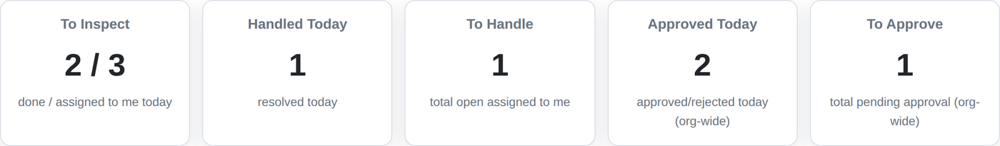 To Inspect
2 / 3
done / assigned to me today
Handled Today
1
resolved today
To Handle
1
total open assigned to me
Approved Today
2
approved/rejected today
(org-wide)
To Approve
1
total pending approval (org-
wide)